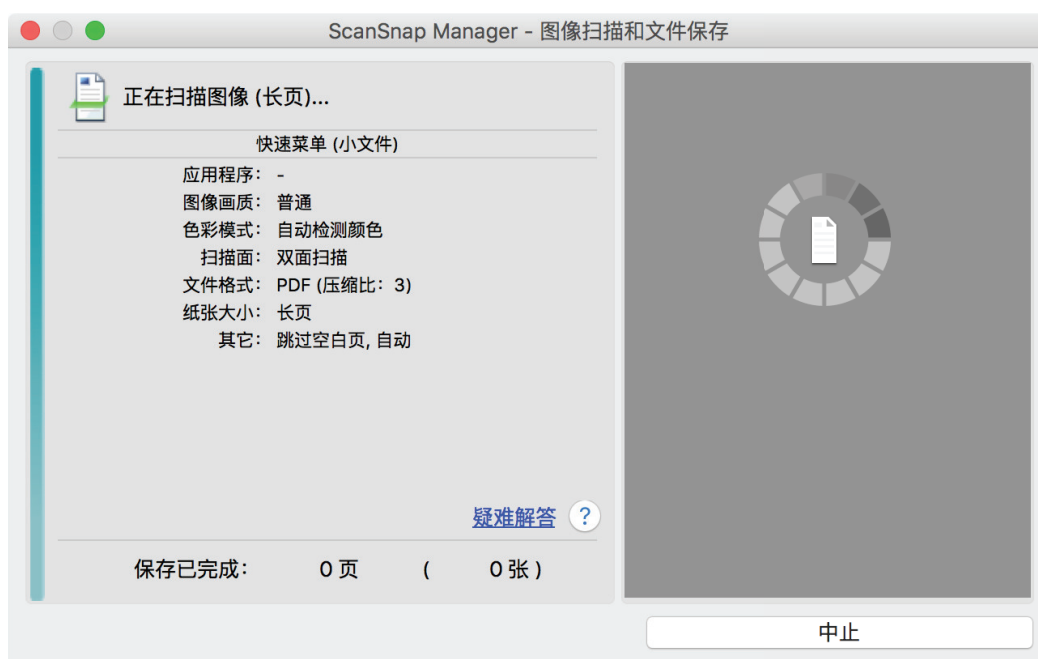 ScanSnap Manager - 图像扫描和文件保存
正在扫描图像 (长页)...
快速菜单 (小文件)
应用程序: -
图像画质: 普通
色彩模式: 自动检测颜色
扫描面: 双面扫描
文件格式: PDF (压缩比: 3)
纸张大小: 长页
其它: 跳过空白页, 自动
疑难解答 ?
保存已完成: 0 页 ( 0 张 )
中止